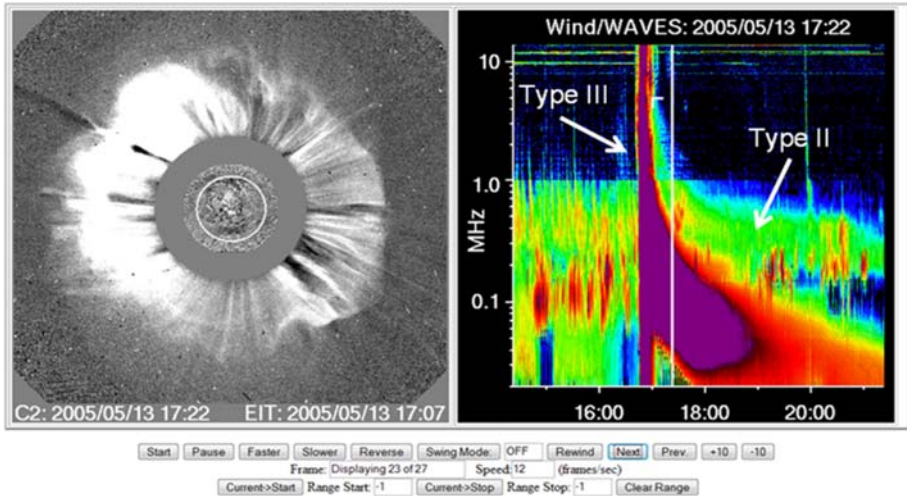 Wind/WAVES: 2005/05/13 17:22
10
Type III
Type II
1.0
MHz
0.1
16:00 18:00 20:00
C2: 2005/05/13 17:22 EIT: 2005/05/13 17:07
Start Pause Faster Slower Reverse Swing Mode: OFF Rewind Next Prev. +10 -10
Frame: Displaying 23 of 27 Speed: 12 (frames/sec)
Current->Start Range Start: -1 Current->Stop Range Stop: -1 Clear Range